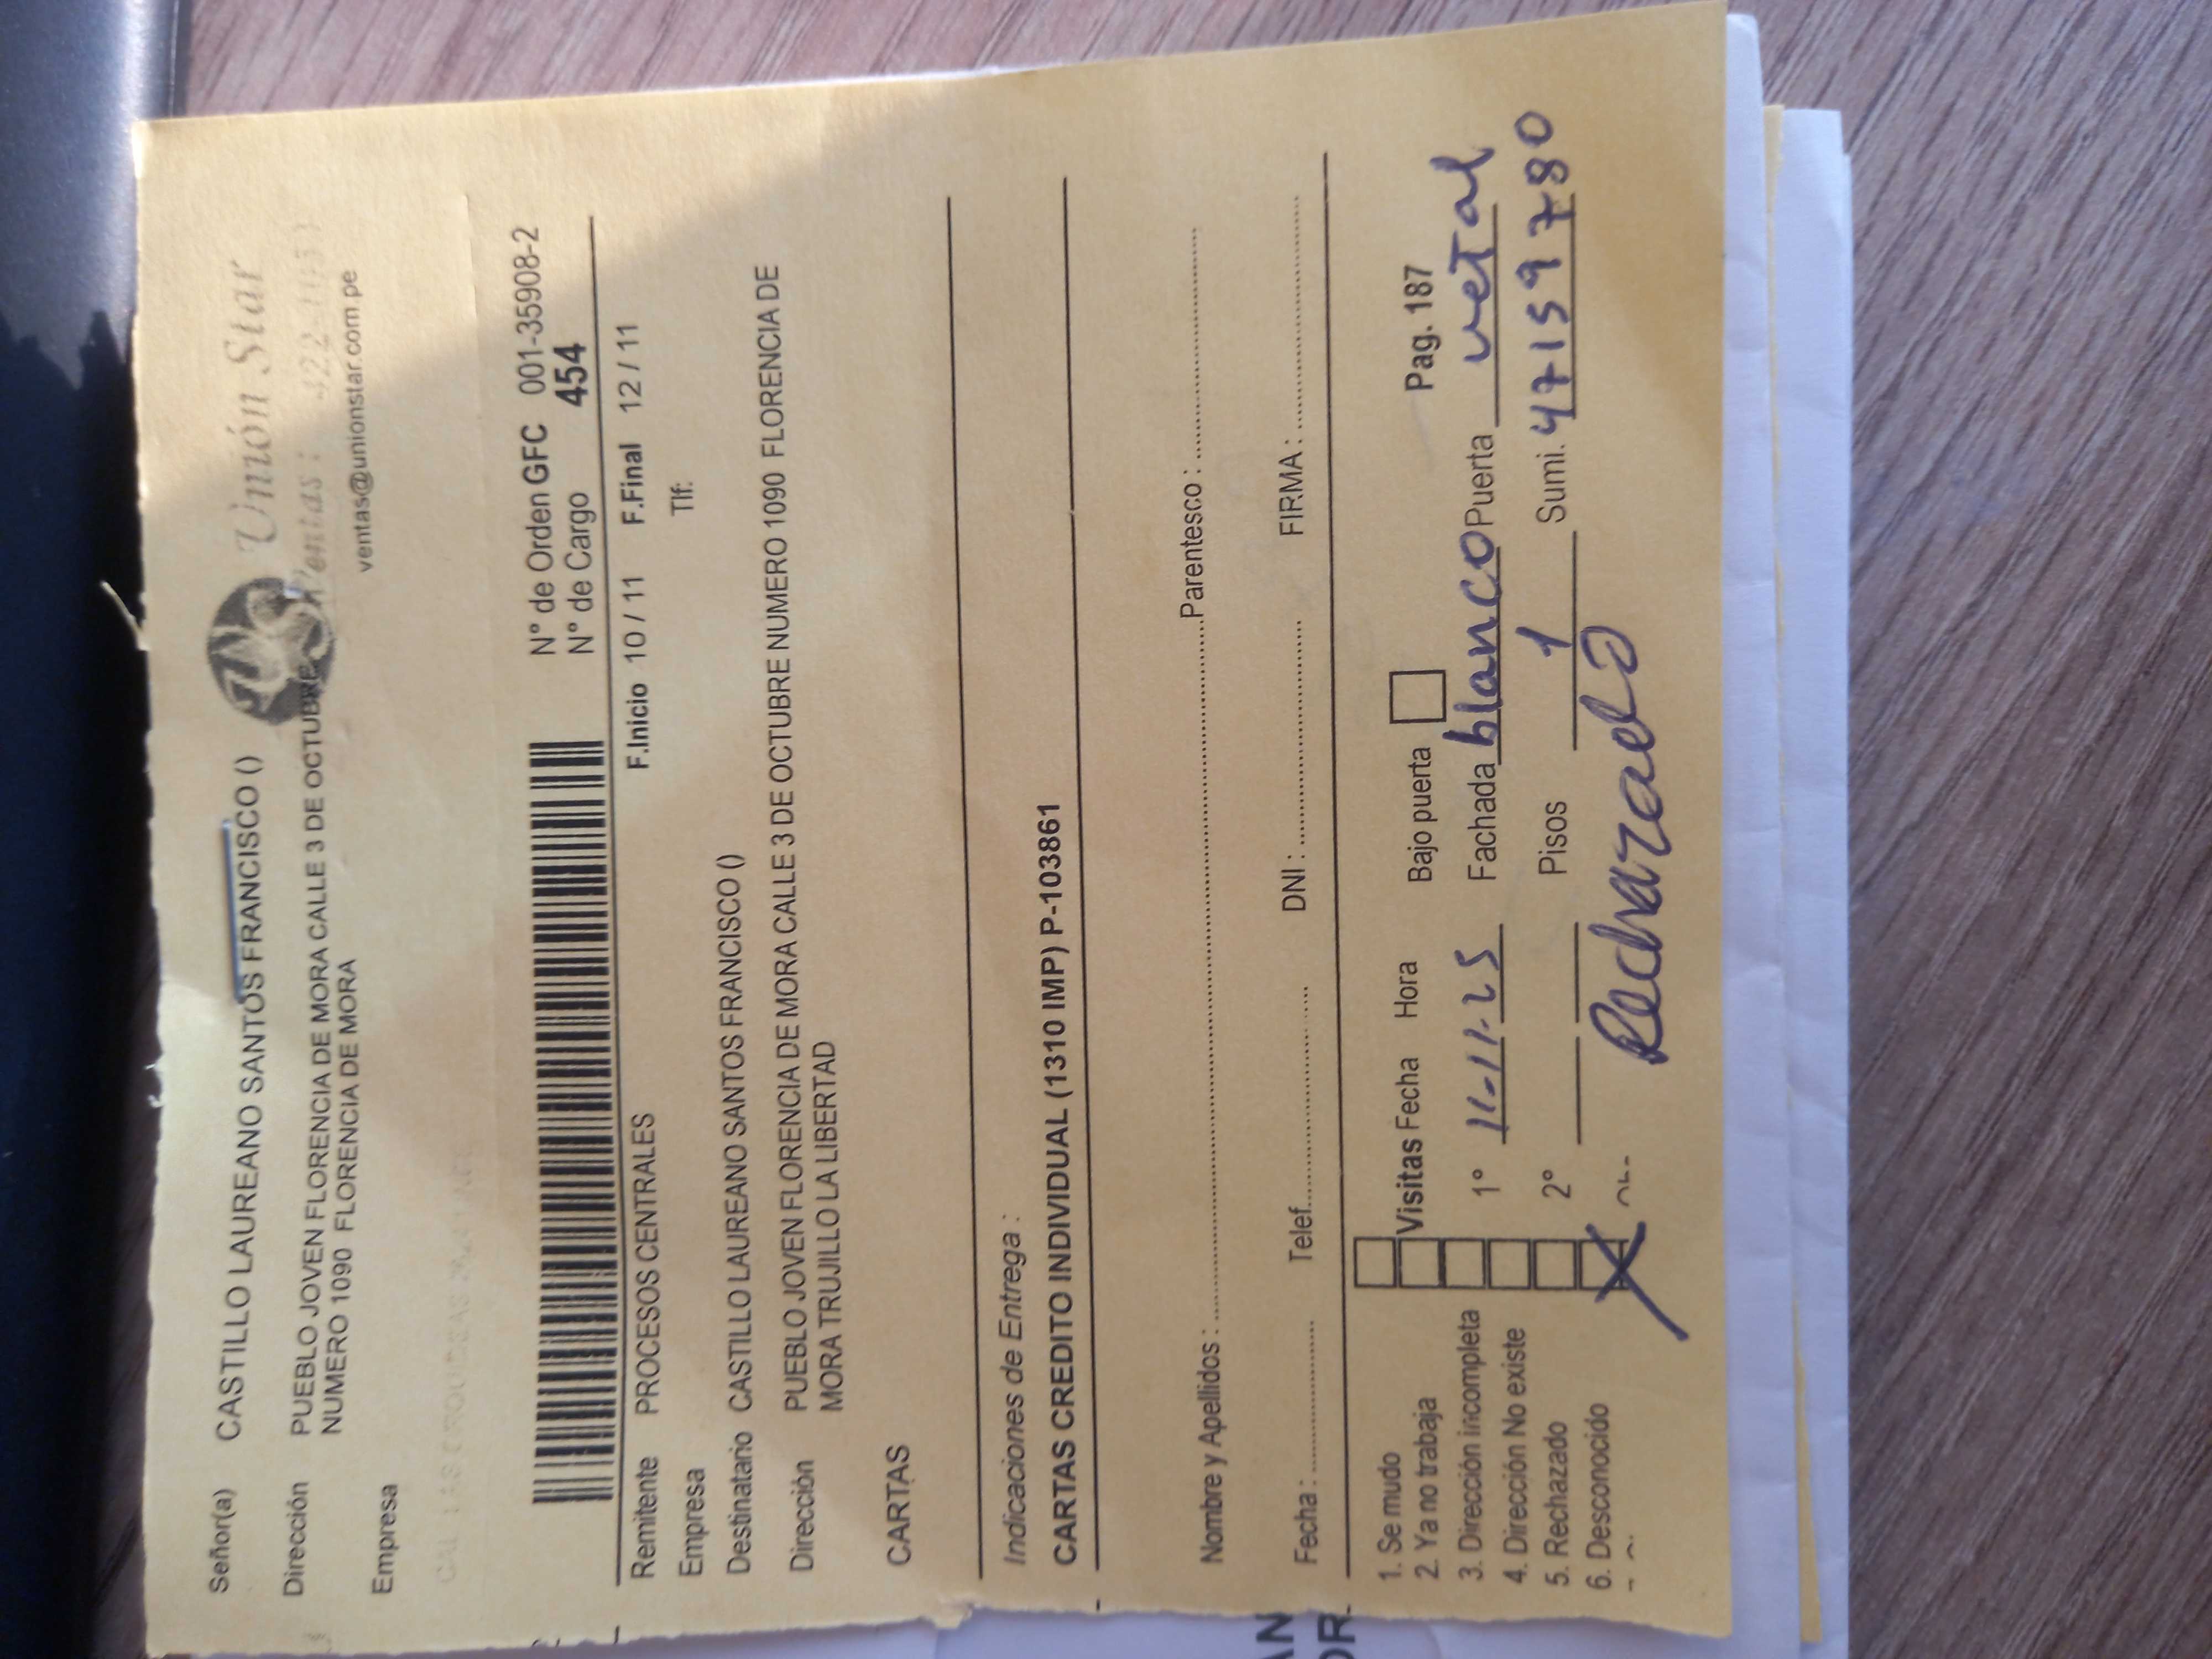 Señor(a) CASTILLO LAUREANO SANTOS FRANCISCO ()
Unión Star
Dirección PUEBLO JOVEN FLORENCIA DE MORA CALLE 3 DE OCTUBRE
NUMERO 1090 FLORENCIA DE MORA
Ventas :
ventas@unionstar.com.pe
Empresa
N° de Orden GFC 001-35908-2
N° de Cargo 454
Remitente PROCESOS CENTRALES F.Inicio 10 / 11 F.Final 12 / 11
Empresa Tlf:
Destinatario CASTILLO LAUREANO SANTOS FRANCISCO ()
Dirección PUEBLO JOVEN FLORENCIA DE MORA CALLE 3 DE OCTUBRE NUMERO 1090 FLORENCIA DE
MORA TRUJILLO LA LIBERTAD
CARTAS
Indicaciones de Entrega :
CARTAS CREDITO INDIVIDUAL (1310 IMP) P-103861
Nombre y Apellidos : Parentesco :
Fecha : Telef. DNI : FIRMA :
1. Se mudo
2. Ya no trabaja Visitas Fecha Hora Bajo puerta Pag. 187
3. Dirección incompleta 1° 11-11-25 Fachada blanco Puerta metal
4. Dirección No existe
5. Rechazado 2° Pisos 1 Sumi. 47159780
6. Desconocido
Rechazado